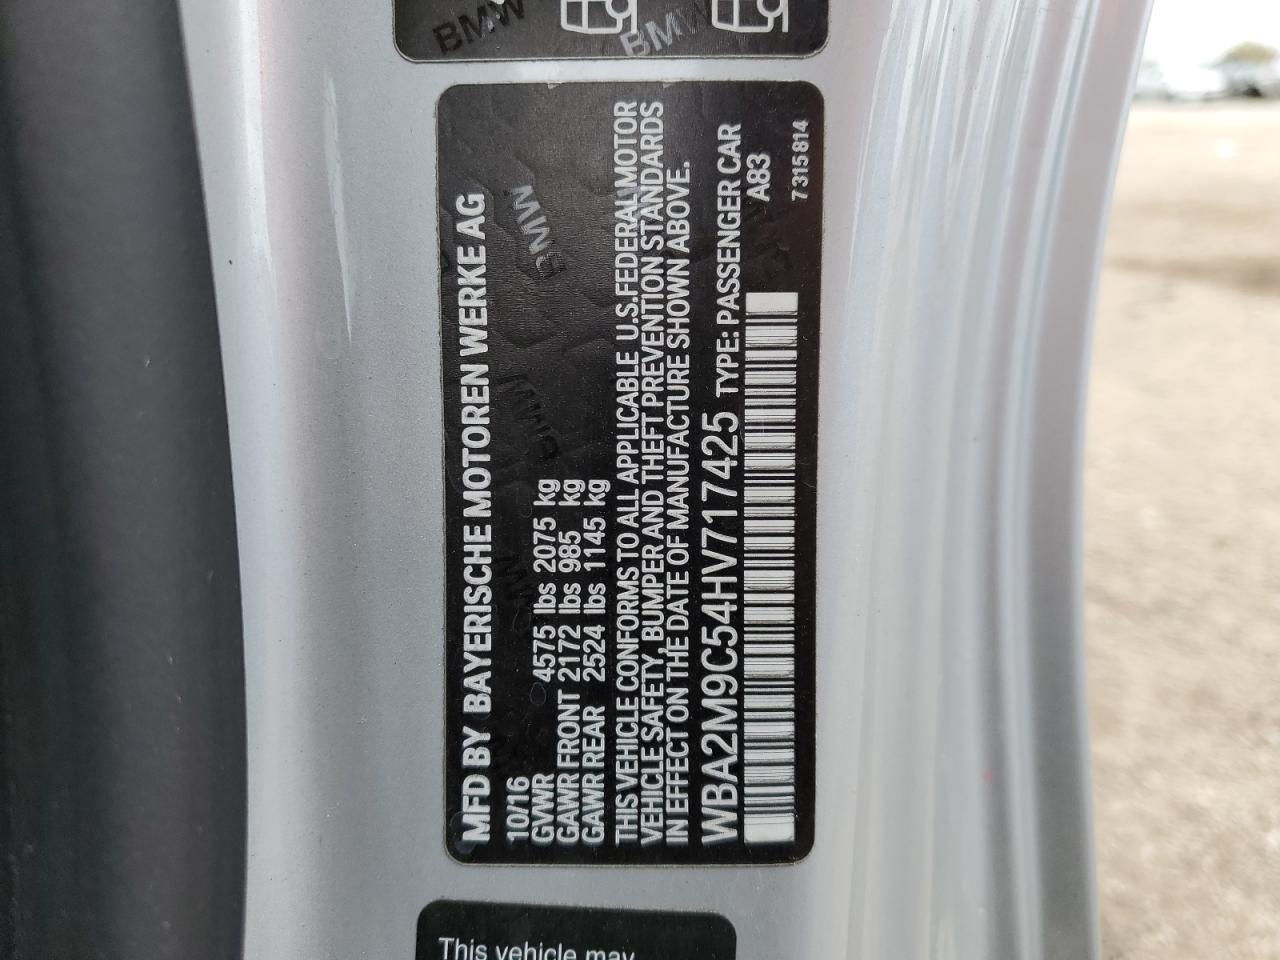 BMW
BMW
MFD BY BAYERISCHE MOTOREN WERKE AG
10/16
GVWR 4575 lbs 2075 kg
GAWR FRONT 2172 lbs 985 kg
GAWR REAR 2524 lbs 1145 kg
THIS VEHICLE CONFORMS TO ALL APPLICABLE U.S.FEDERAL MOTOR
VEHICLE SAFETY, BUMPER AND THEFT PREVENTION STANDARDS
IN EFFECT ON THE DATE OF MANUFACTURE SHOWN ABOVE.
WBA2M9C54HV717425 TYPE: PASSENGER CAR
A83
7315814
BMW
BMW
BMW
This vehicle may